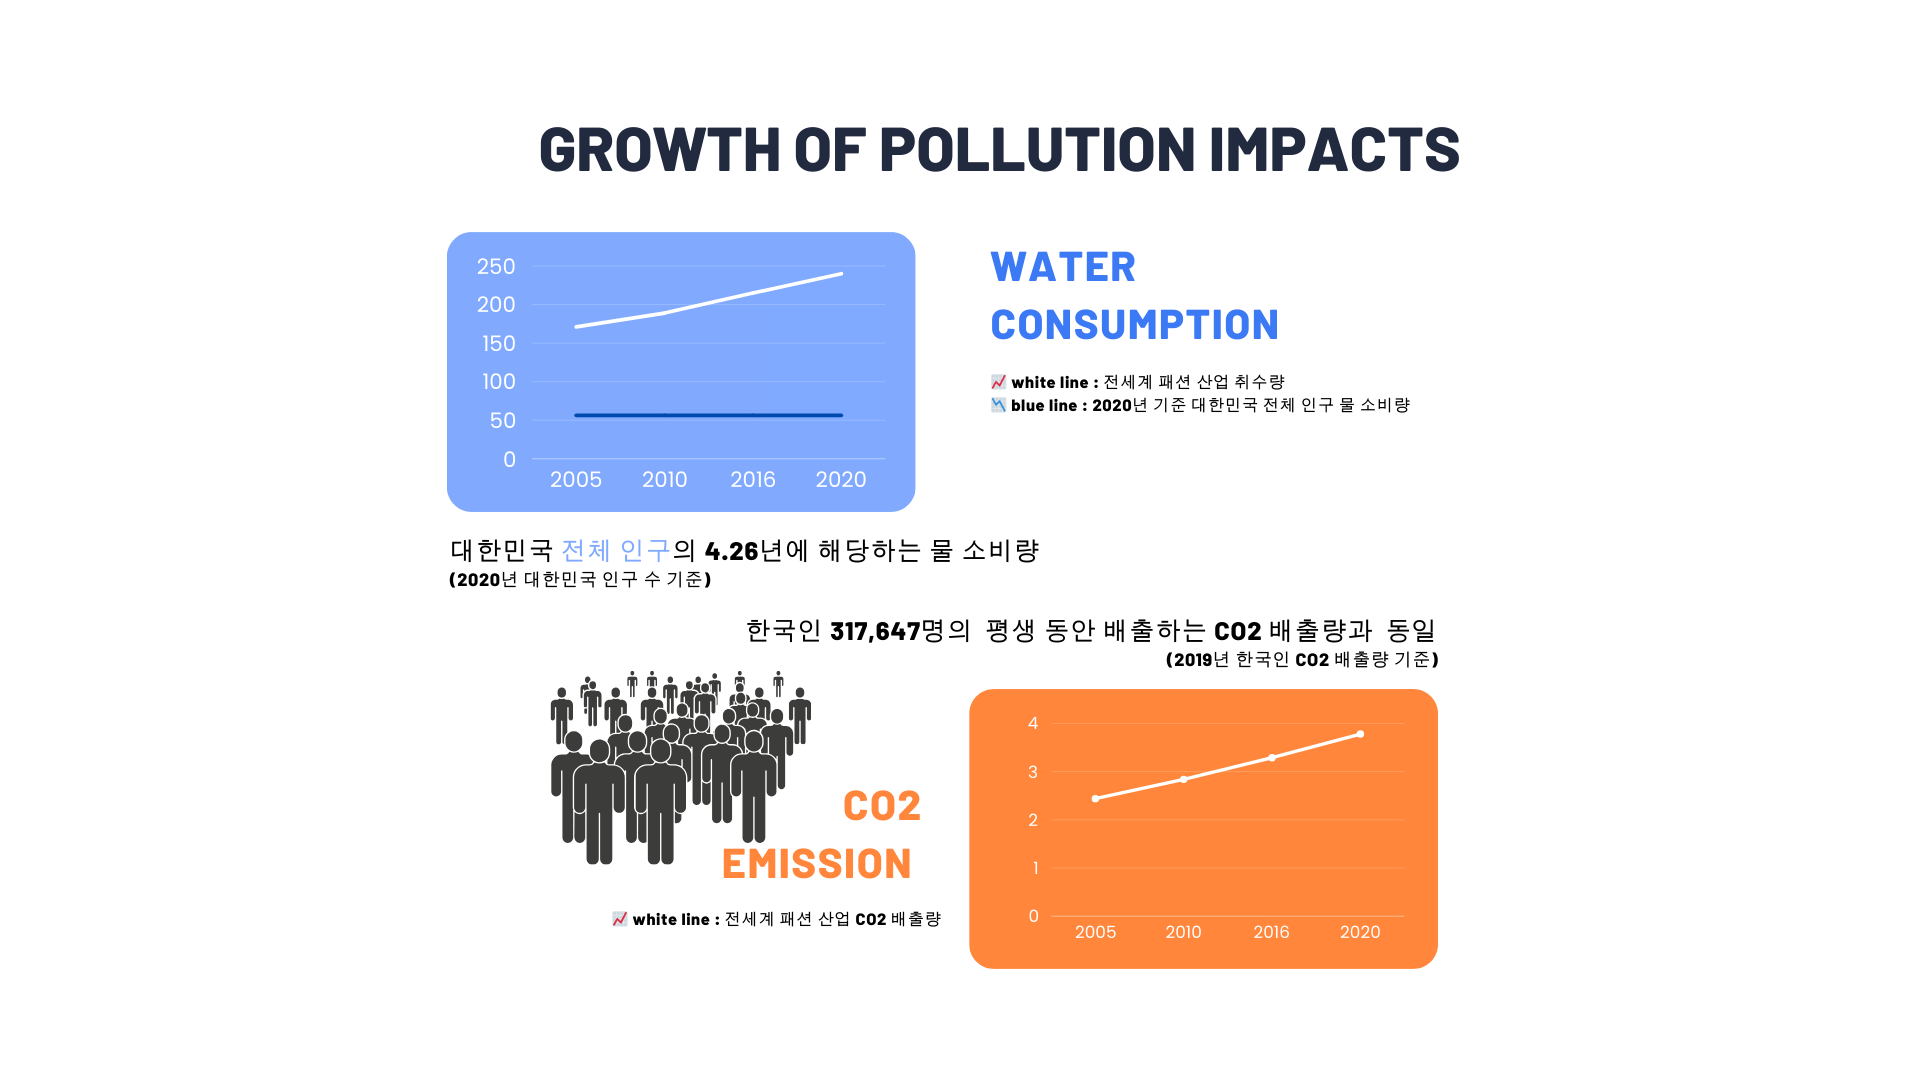 GROWTH OF POLLUTION IMPACTS
250
200
150
100
50
0
2005 2010 2016 2020
WATER
CONSUMPTION
white line : 전세계 패션 산업 취수량
blue line : 2020년 기준 대한민국 전체 인구 물 소비량
대한민국 전체 인구의 4.26년에 해당하는 물 소비량
(2020년 대한민국 인구 수 기준)
한국인 317,647명의 평생 동안 배출하는 CO2 배출량과 동일
(2019년 한국인 CO2 배출량 기준)
CO2
EMISSION
white line : 전세계 패션 산업 CO2 배출량
4
3
2
1
0
2005 2010 2016 2020